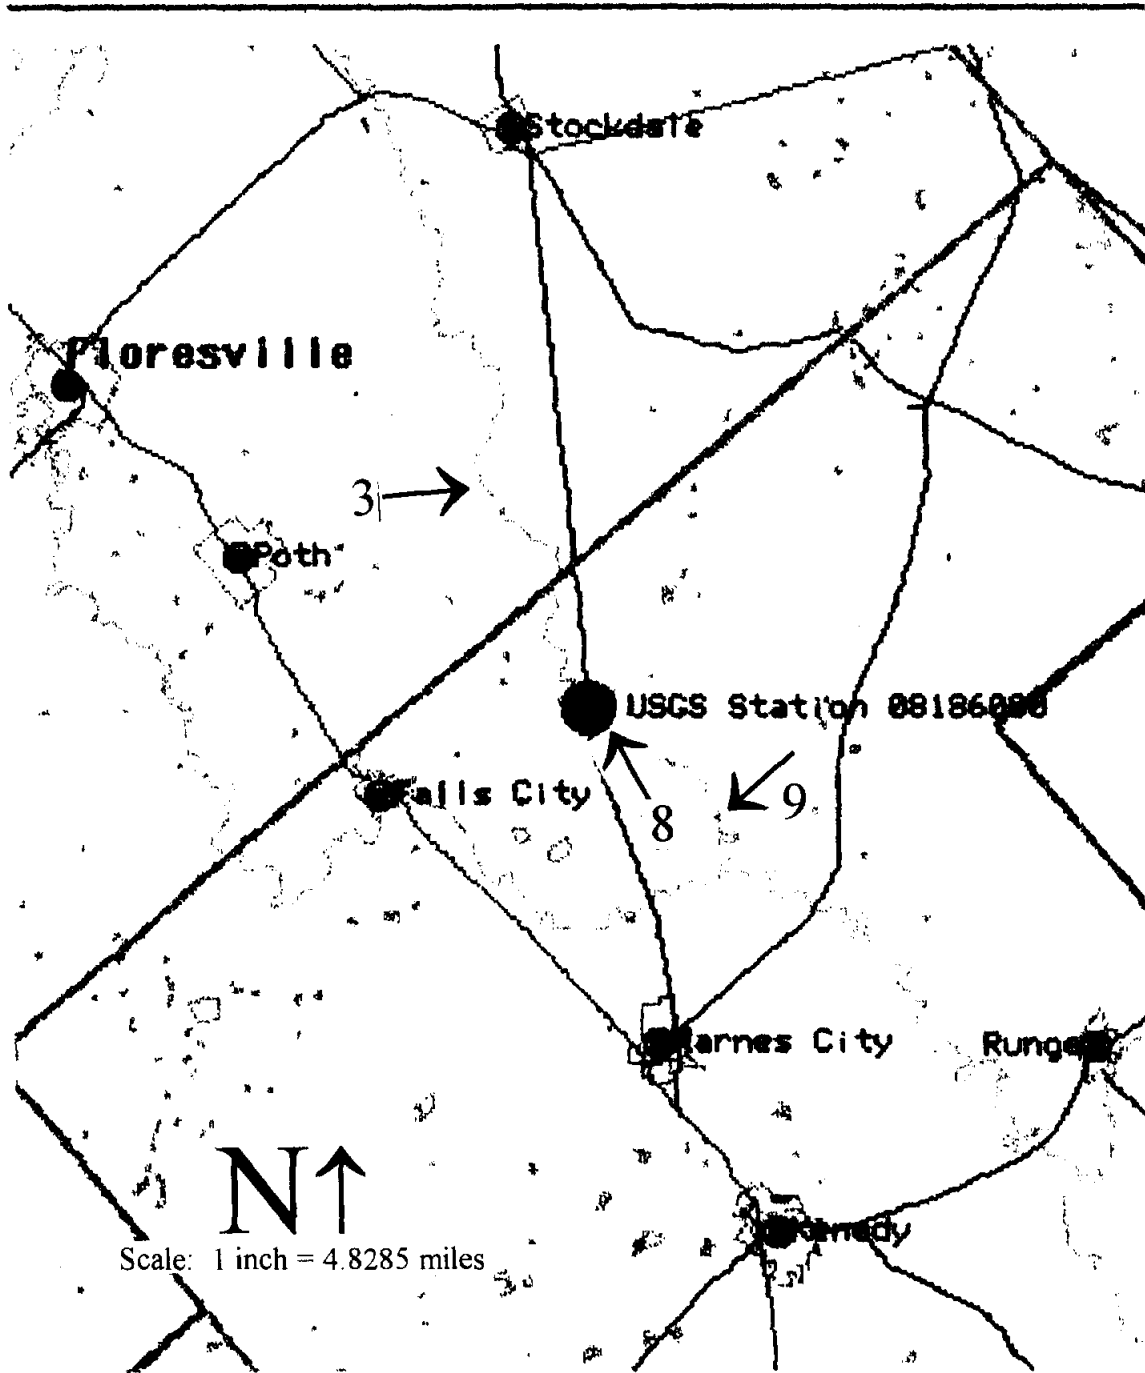 Stockdale
Floresville
3
Poth
USGS Station 08186000
Falls City
9
8
Karnes City
Runge
N
Kenedy
Scale: 1 inch = 4.8285 miles